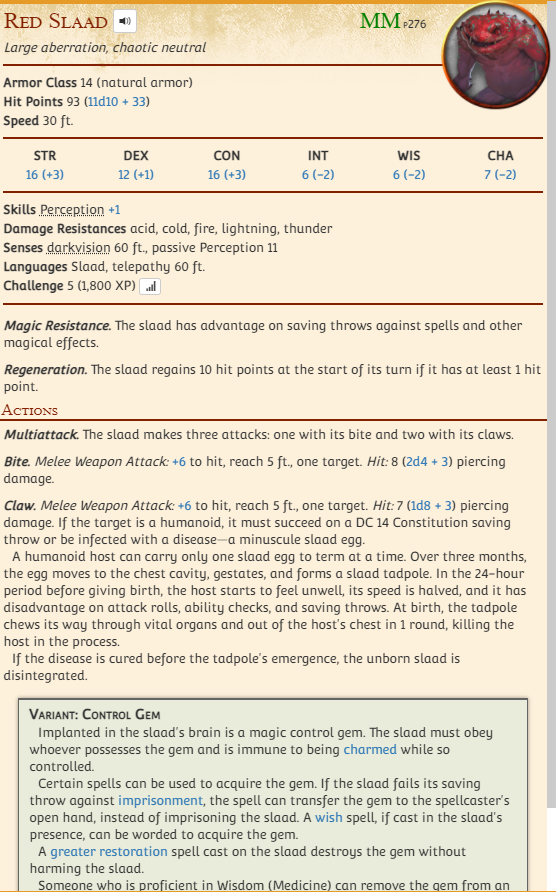 Red Slaad MM P276
Large aberration, chaotic neutral
Armor Class 14 (natural armor)
Hit Points 93 (11d10 + 33)
Speed 30 ft.
STR DEX CON INT WIS CHA
16 (+3) 12 (+1) 16 (+3) 6 (−2) 6 (−2) 7 (−2)
Skills Perception +1
Damage Resistances acid, cold, fire, lightning, thunder
Senses darkvision 60 ft., passive Perception 11
Languages Slaad, telepathy 60 ft.
Challenge 5 (1,800 XP)
Magic Resistance. The slaad has advantage on saving throws against spells and other
magical effects.
Regeneration. The slaad regains 10 hit points at the start of its turn if it has at least 1 hit
point.
Actions
Multiattack. The slaad makes three attacks: one with its bite and two with its claws.
Bite. Melee Weapon Attack: +6 to hit, reach 5 ft., one target. Hit: 8 (2d4 + 3) piercing
damage.
Claw. Melee Weapon Attack: +6 to hit, reach 5 ft., one target. Hit: 7 (1d8 + 3) piercing
damage. If the target is a humanoid, it must succeed on a DC 14 Constitution saving
throw or be infected with a disease—a minuscule slaad egg.
A humanoid host can carry only one slaad egg to term at a time. Over three months,
the egg moves to the chest cavity, gestates, and forms a slaad tadpole. In the 24-hour
period before giving birth, the host starts to feel unwell, its speed is halved, and it has
disadvantage on attack rolls, ability checks, and saving throws. At birth, the tadpole
chews its way through vital organs and out of the host's chest in 1 round, killing the
host in the process.
If the disease is cured before the tadpole's emergence, the unborn slaad is
disintegrated.
Variant: Control Gem
Implanted in the slaad's brain is a magic control gem. The slaad must obey
whoever possesses the gem and is immune to being charmed while so
controlled.
Certain spells can be used to acquire the gem. If the slaad fails its saving
throw against imprisonment, the spell can transfer the gem to the spellcaster's
open hand, instead of imprisoning the slaad. A wish spell, if cast in the slaad's
presence, can be worded to acquire the gem.
A greater restoration spell cast on the slaad destroys the gem without
harming the slaad.
Someone who is proficient in Wisdom (Medicine) can remove the gem from an